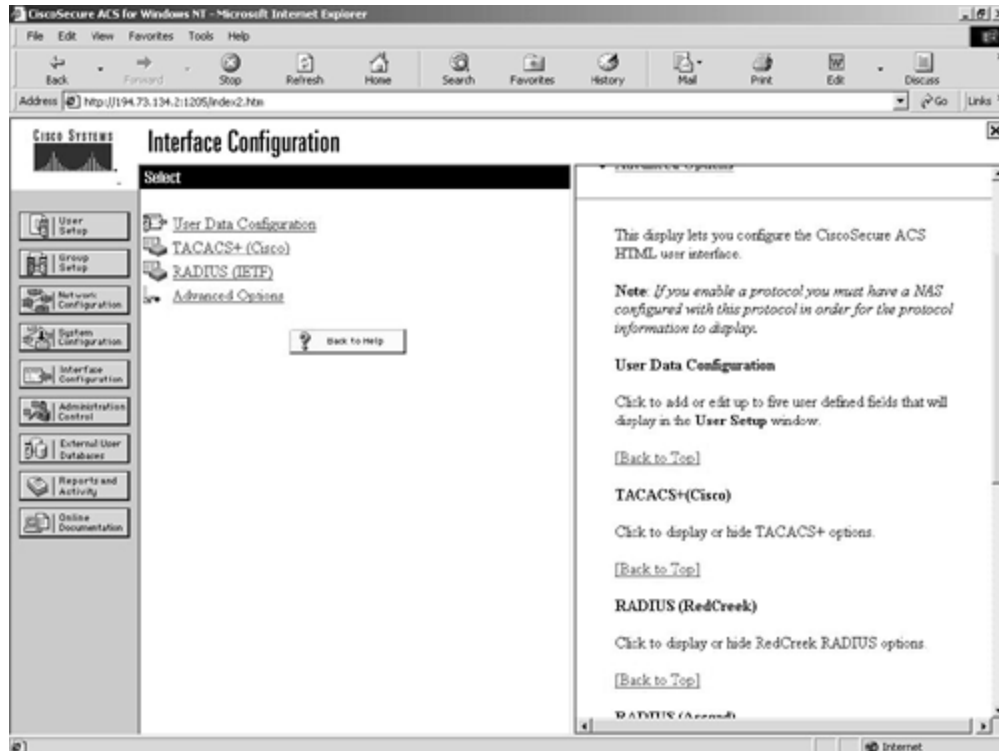 CiscoSecure ACS for Windows NT - Microsoft Internet Explorer
File Edit View Favorites Tools Help
Back Forward Stop Refresh Home Search Favorites History Mail Print Edit Discuss
Address http://194.73.134.2:1205/index2.htm Go Links
CISCO SYSTEMS
Interface Configuration
Select
User Setup
Group Setup
Network Configuration
System Configuration
Interface Configuration
Administration Control
External User Databases
Reports and Activity
Online Documentation
User Data Configuration
TACACS+ (Cisco)
RADIUS (IETF)
Advanced Options
Back to Help
Advanced Options
This display lets you configure the CiscoSecure ACS
HTML user interface.
Note: If you enable a protocol you must have a NAS
configured with this protocol in order for the protocol
information to display.
User Data Configuration
Click to add or edit up to five user defined fields that will
display in the User Setup window.
[Back to Top]
TACACS+(Cisco)
Click to display or hide TACACS+ options.
[Back to Top]
RADIUS (RedCreek)
Click to display or hide RedCreek RADIUS options.
[Back to Top]
RADIUS (Ascend)
Internet